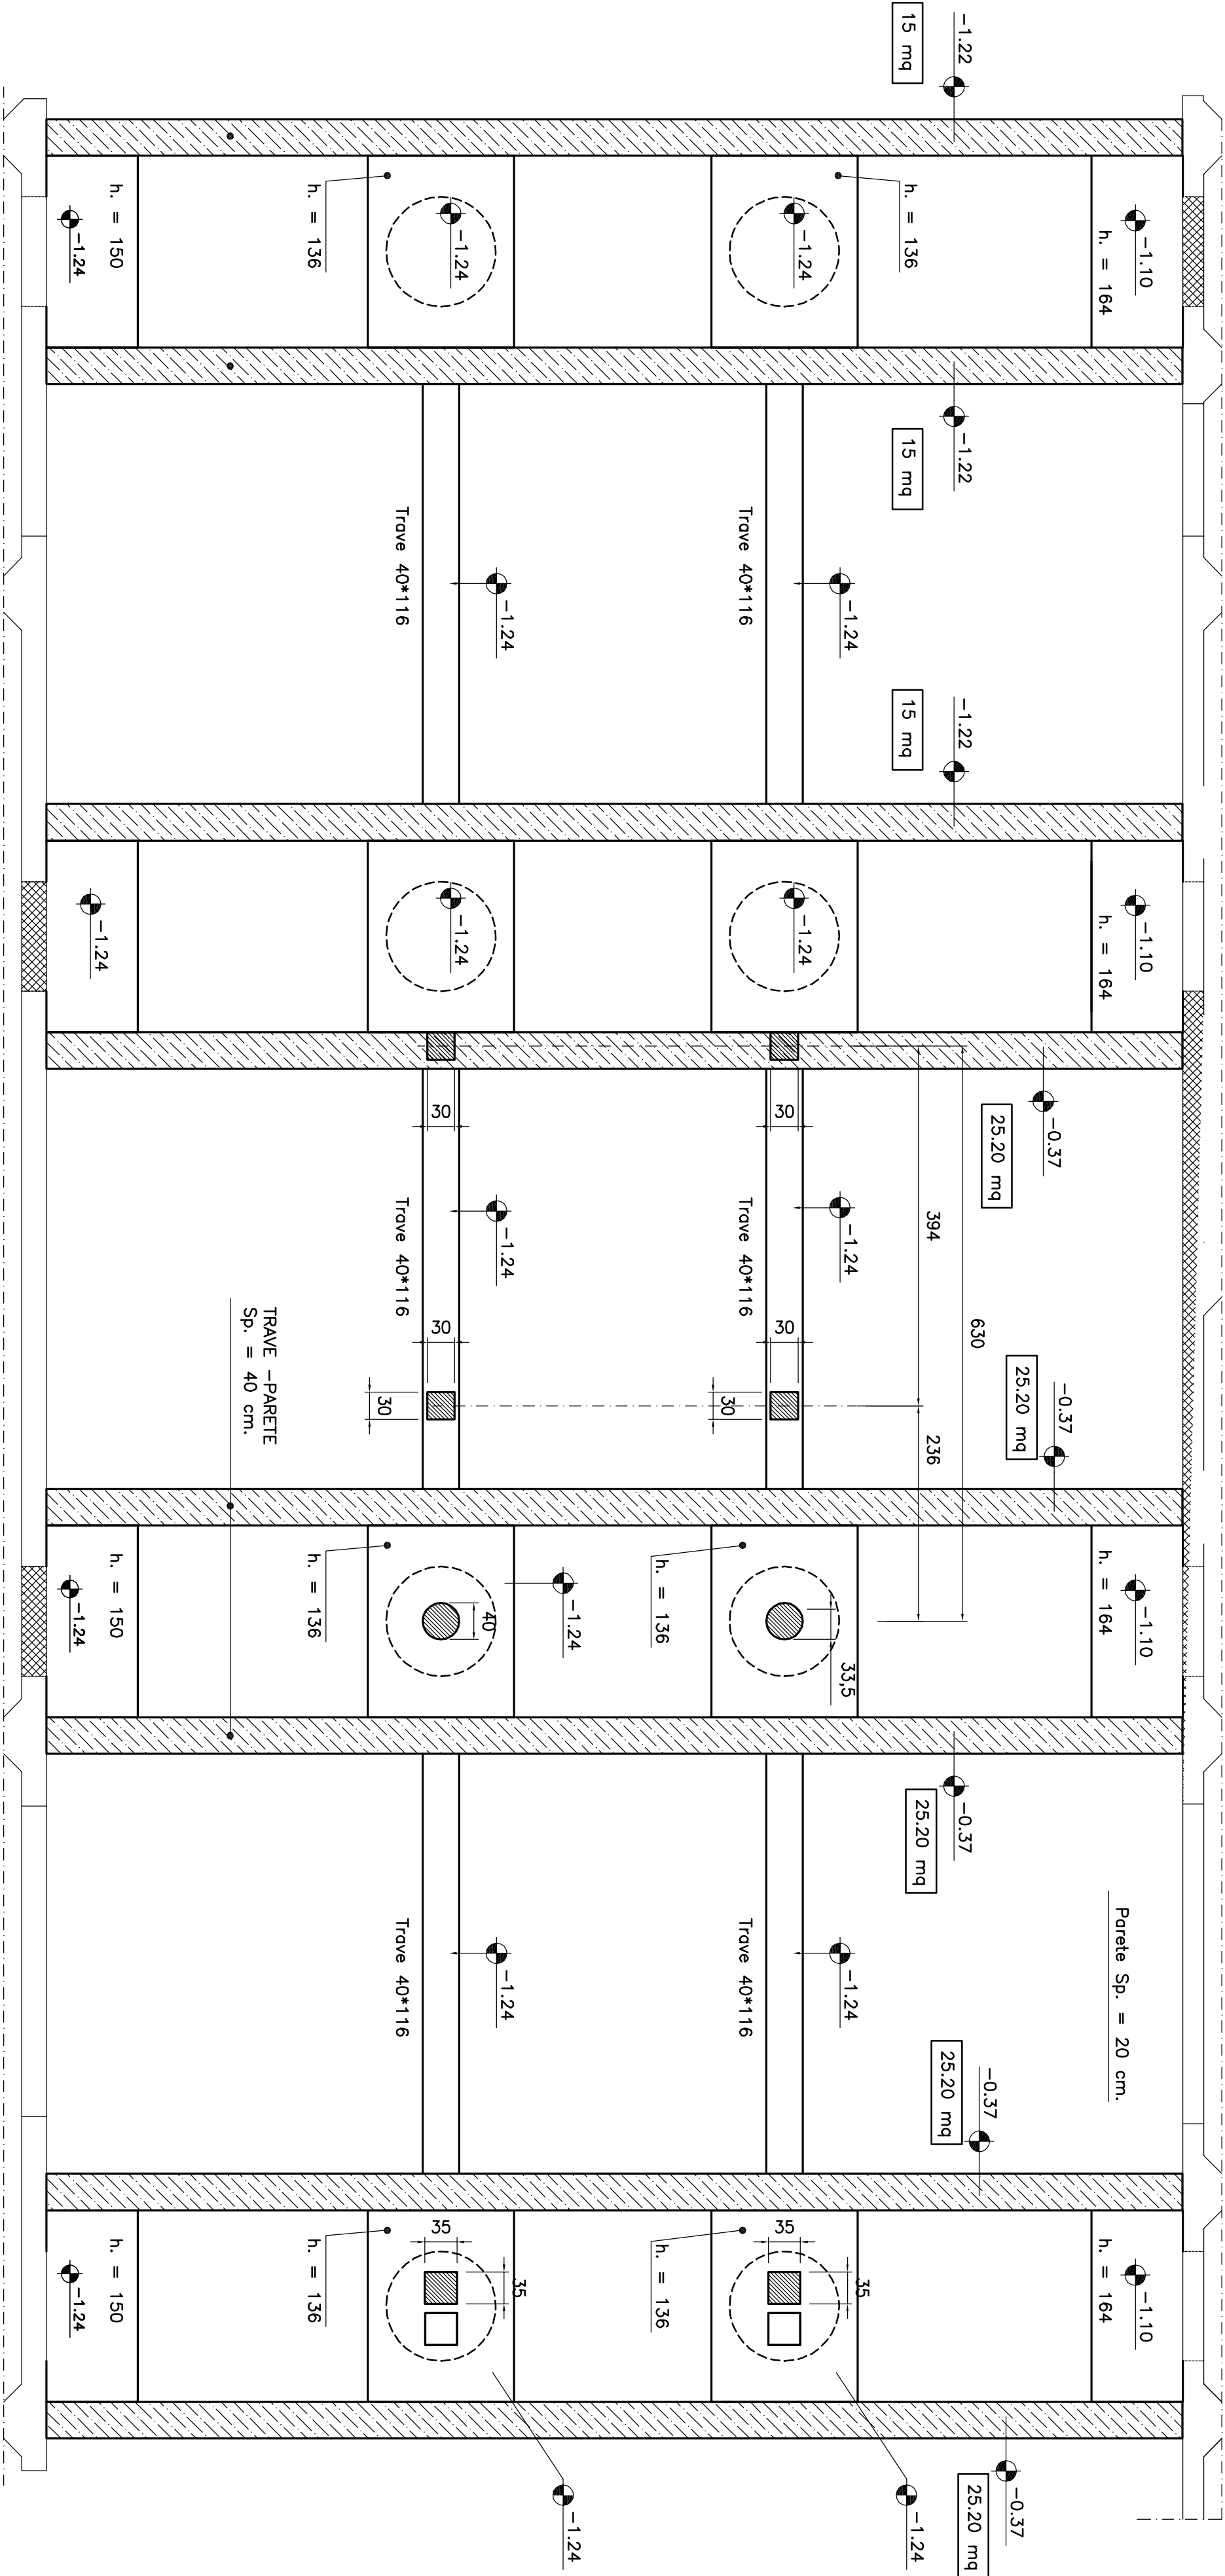 -1.10
-1.10
-1.10
Parete Sp. = 20 cm.
-1.10
h. = 164
h. = 164
h. = 164
h. = 164
-0.37
-0.37
25.20 mq
25.20 mq
-0.37
-0.37
630
-1.22
-1.22
-1.22
-0.37
25.20 mq
25.20 mq
394
236
25.20 mq
15 mq
h. = 136
15 mq
15 mq
-1.24
35
33,5
-1.24
-1.24
-1.24
-1.24
-1.24
30
30
35
Trave 40*116
Trave 40*116
Trave 40*116
30
h. = 136
h. = 136
-1.24
-1.24
35
-1.24
-1.24
-1.24
40
-1.24
-1.24
30
30
35
Trave 40*116
Trave 40*116
Trave 40*116
30
h. = 136
h. = 136
h. = 136
TRAVE -PARETE
Sp. = 40 cm.
h. = 150
h. = 150
h. = 150
-1.24
-1.24
-1.24
-1.24